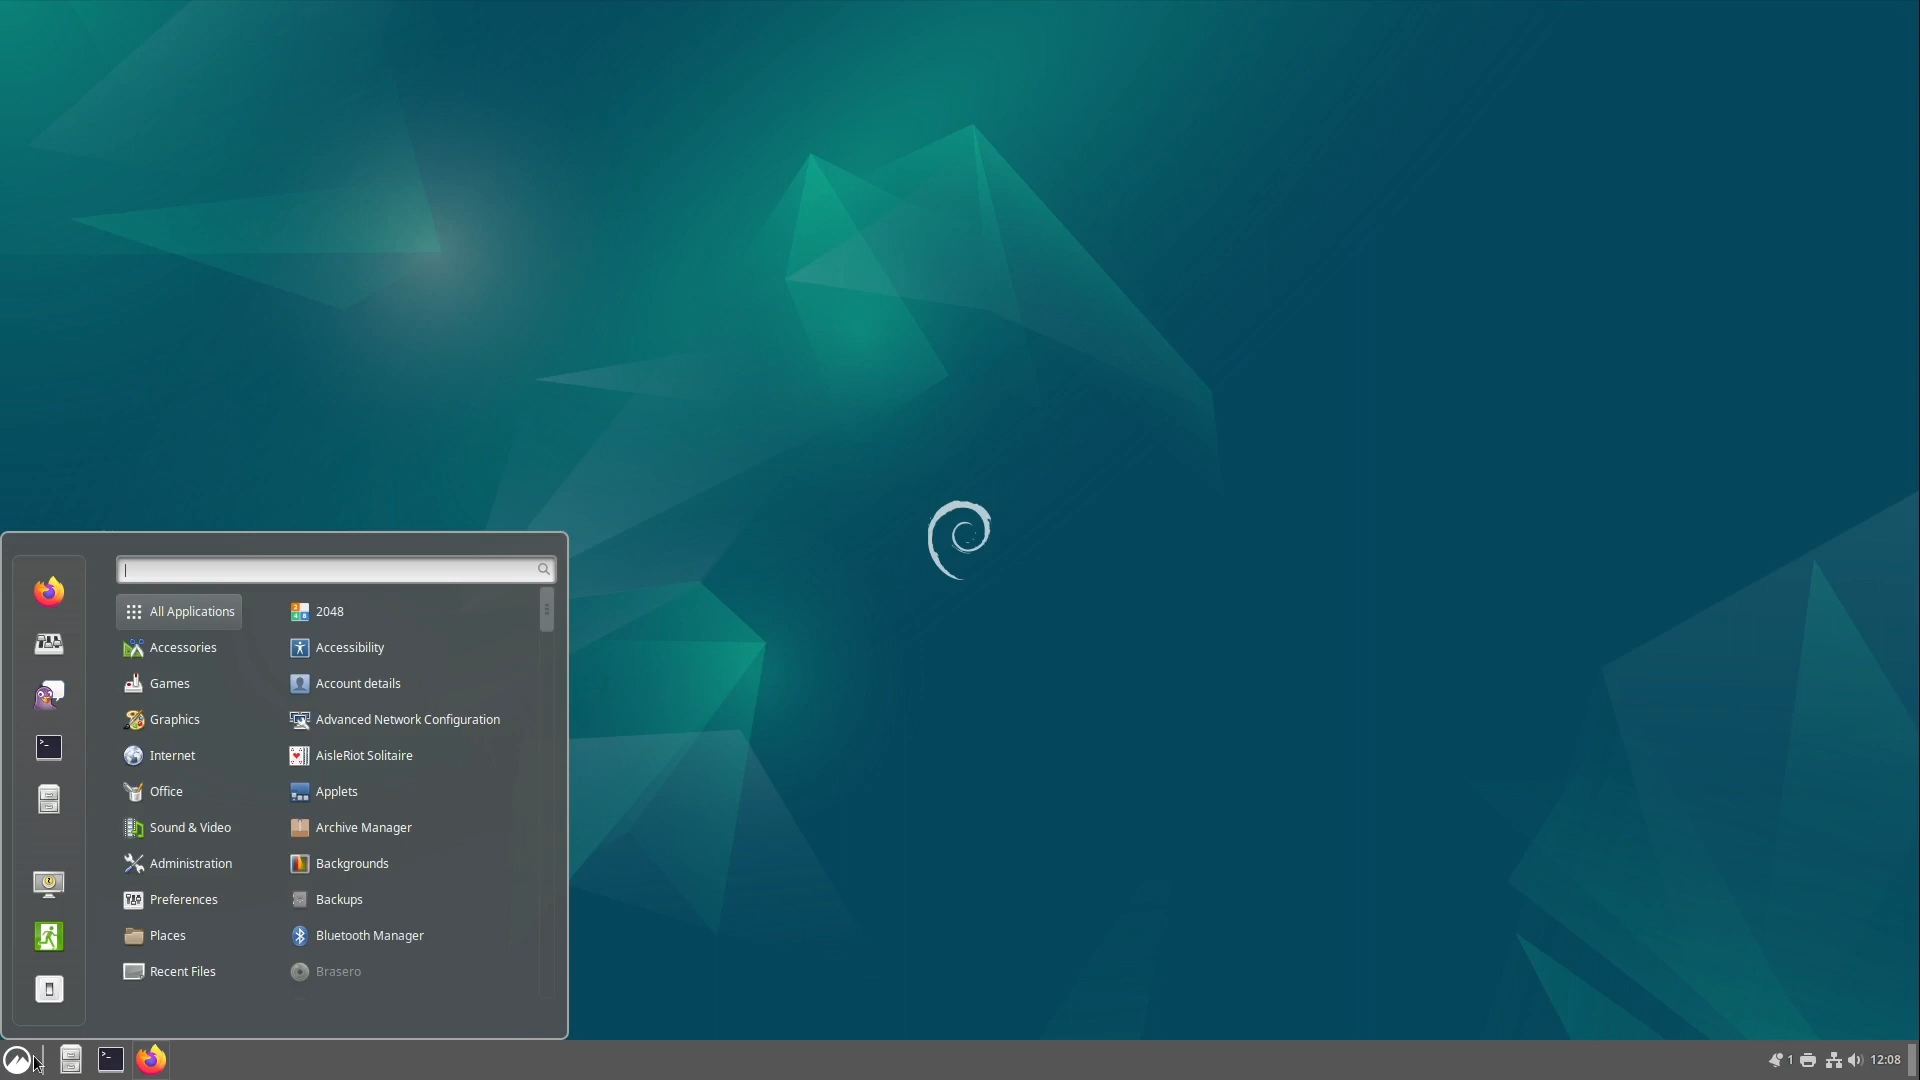 All Applications
Accessories
Games
Graphics
Internet
Office
Sound & Video
Administration
Preferences
Places
Recent Files
2048
Accessibility
Account details
Advanced Network Configuration
AisleRiot Solitaire
Applets
Archive Manager
Backgrounds
Backups
Bluetooth Manager
Brasero
1
12:08